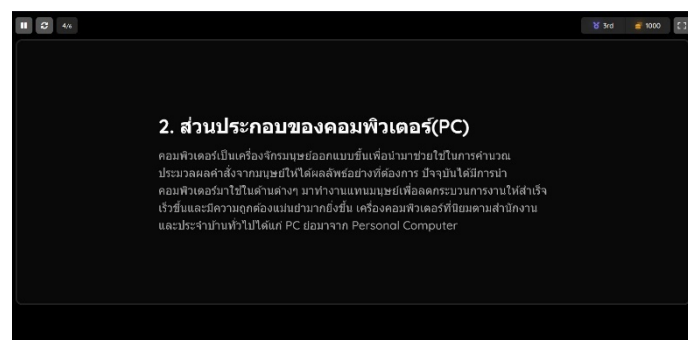 4/6
3rd
1000
2. ส่วนประกอบของคอมพิวเตอร์(PC)
คอมพิวเตอร์เป็นเครื่องจักรมนุษย์ออกแบบขึ้นเพื่อนำมาช่วยใช้ในการคำนวณ
ประมวลผลคำสั่งจากมนุษย์ให้ได้ผลลัพธ์อย่างที่ต้องการ ปัจจุบันได้มีการนำ
คอมพิวเตอร์มาใช้ในด้านต่างๆ มาทำงานแทนมนุษย์เพื่อลดกระบวนการงานให้สำเร็จ
เร็วขึ้นและมีความถูกต้องแม่นยำมากยิ่งขึ้น เครื่องคอมพิวเตอร์ที่นิยมตามสำนักงาน
และประจำบ้านทั่วไปได้แก่ PC ย่อมาจาก Personal Computer